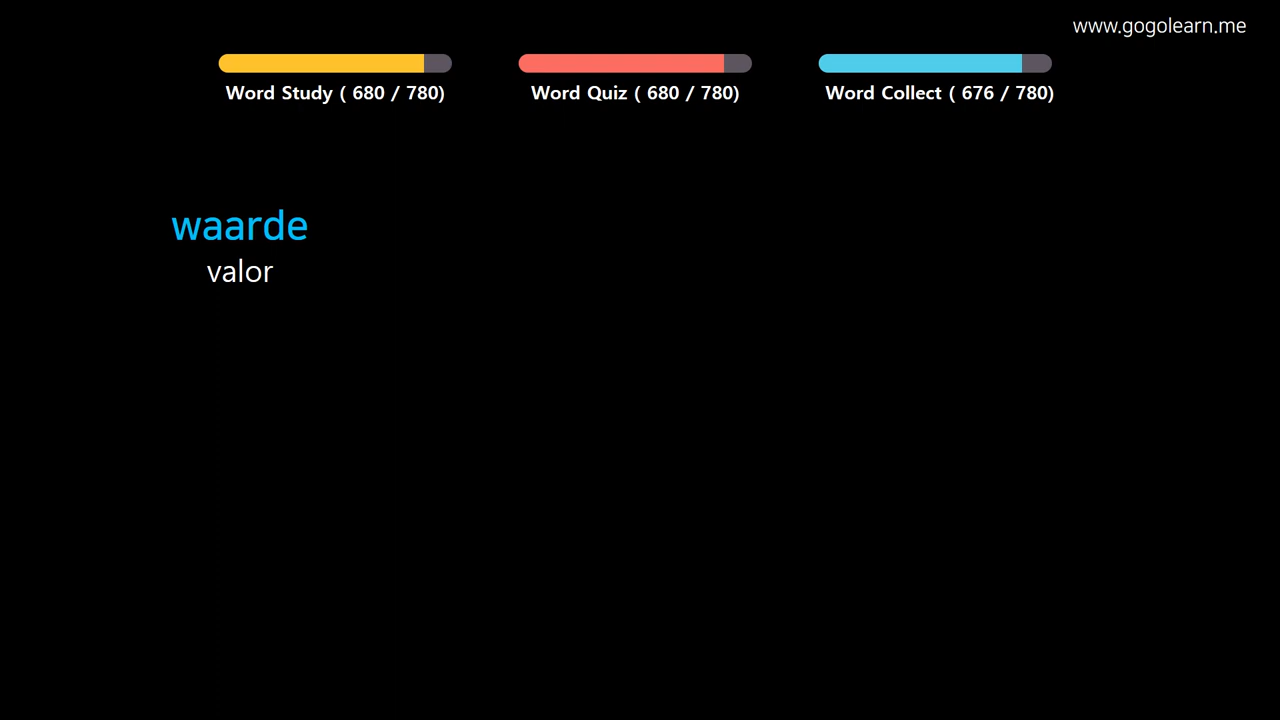 www.gogolearn.me
Word Study ( 680 / 780)
Word Quiz ( 680 / 780)
Word Collect ( 676 / 780)
waarde
valor